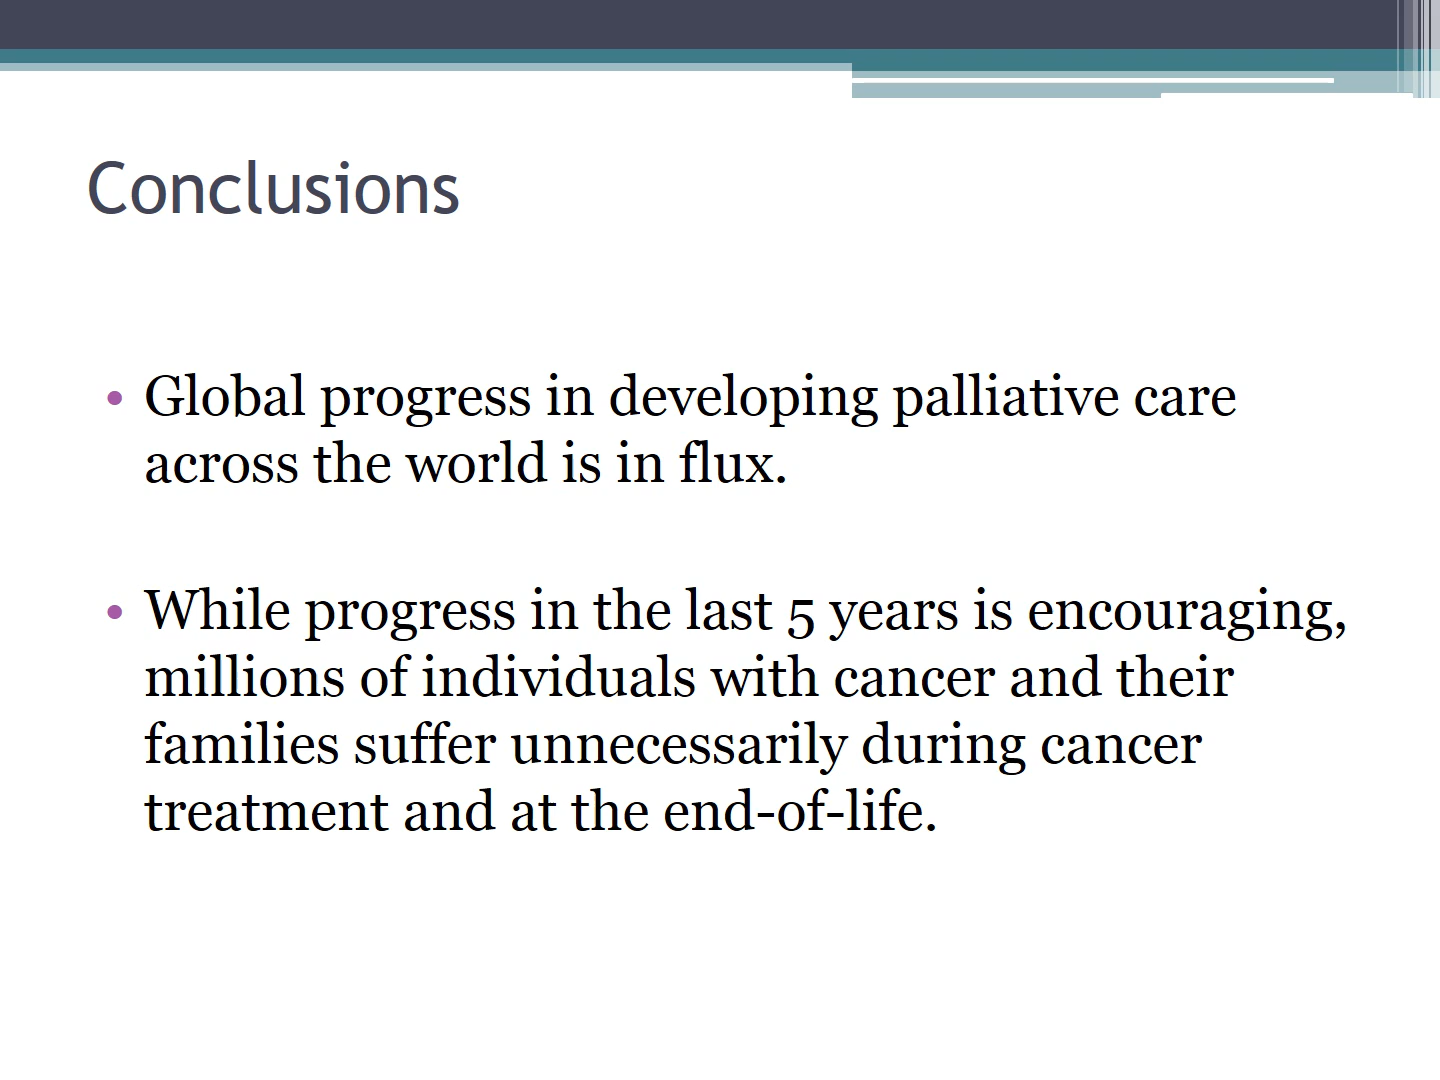 Conclusions
• Global progress in developing palliative care
across the world is in flux.
• While progress in the last 5 years is encouraging,
millions of individuals with cancer and their
families suffer unnecessarily during cancer
treatment and at the end-of-life.